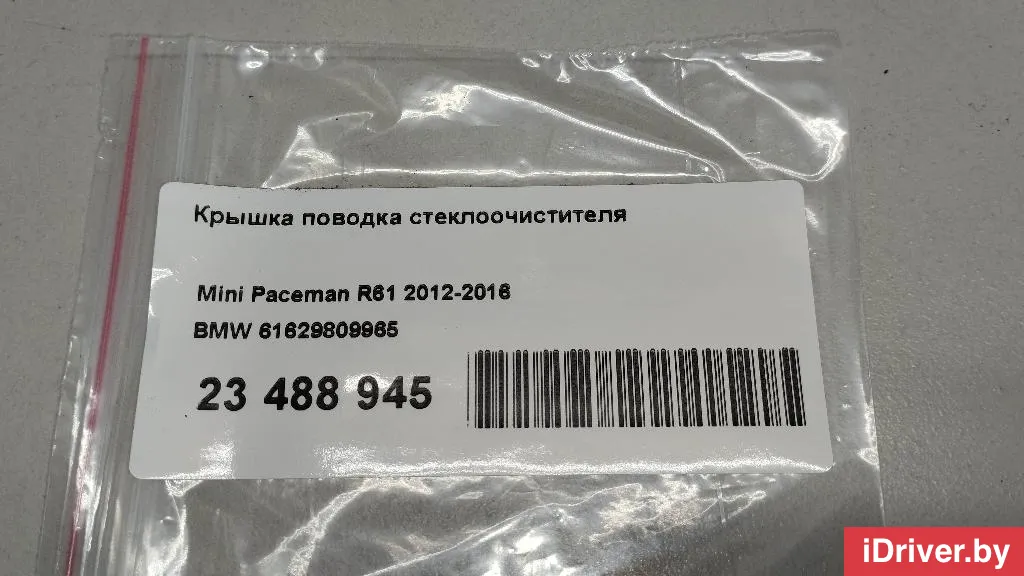 Крышка поводка стеклоочистителя
Mini Paceman R61 2012-2016
BMW 61629809965
23 488 945
iDriver.by